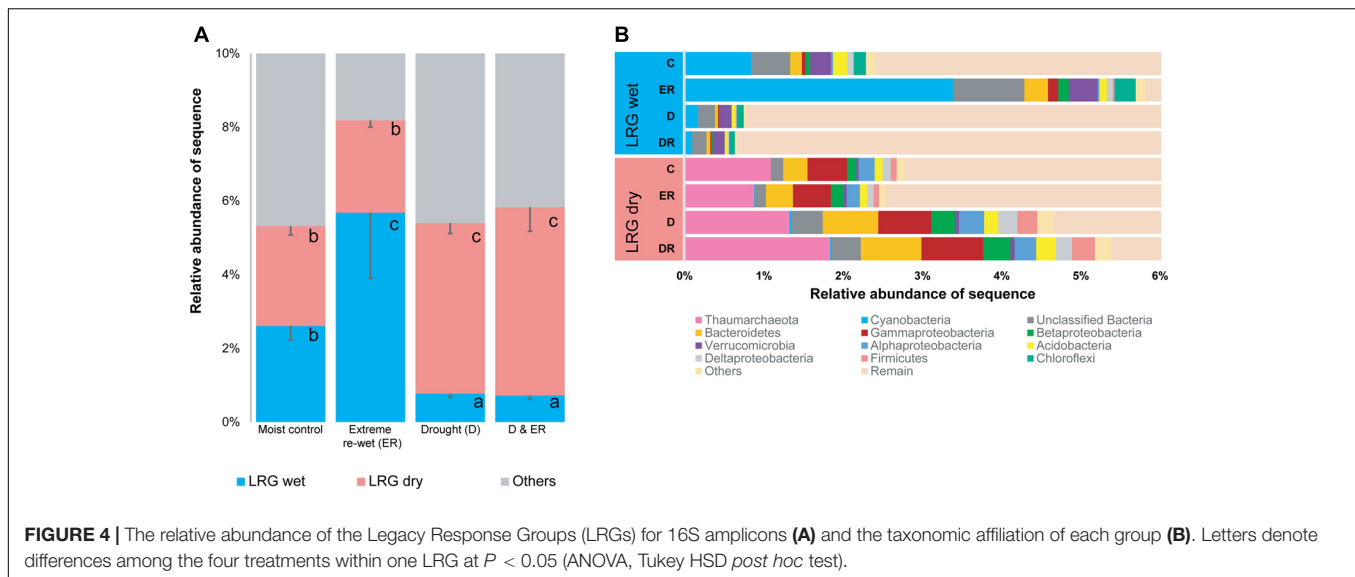 A
10%
8%
6%
4%
2%
0%
Relative abundance of sequence
b
b
b
c
c
a
c
a
Moist control
Extreme re-wet (ER)
Drought (D)
D & ER
LRG wet
LRG dry
Others
B
LRG wet
C
ER
D
DR
LRG dry
C
ER
D
DR
0% 1% 2% 3% 4% 5% 6%
Relative abundance of sequence
Thaumarchaeota Cyanobacteria Unclassified Bacteria
Bacteroidetes Gammaproteobacteria Betaproteobacteria
Verrucomicrobia Alphaproteobacteria Acidobacteria
Deltaproteobacteria Firmicutes Chloroflexi
Others Remain
FIGURE 4 | The relative abundance of the Legacy Response Groups (LRGs) for 16S amplicons (A) and the taxonomic affiliation of each group (B). Letters denote
differences among the four treatments within one LRG at P < 0.05 (ANOVA, Tukey HSD post hoc test).